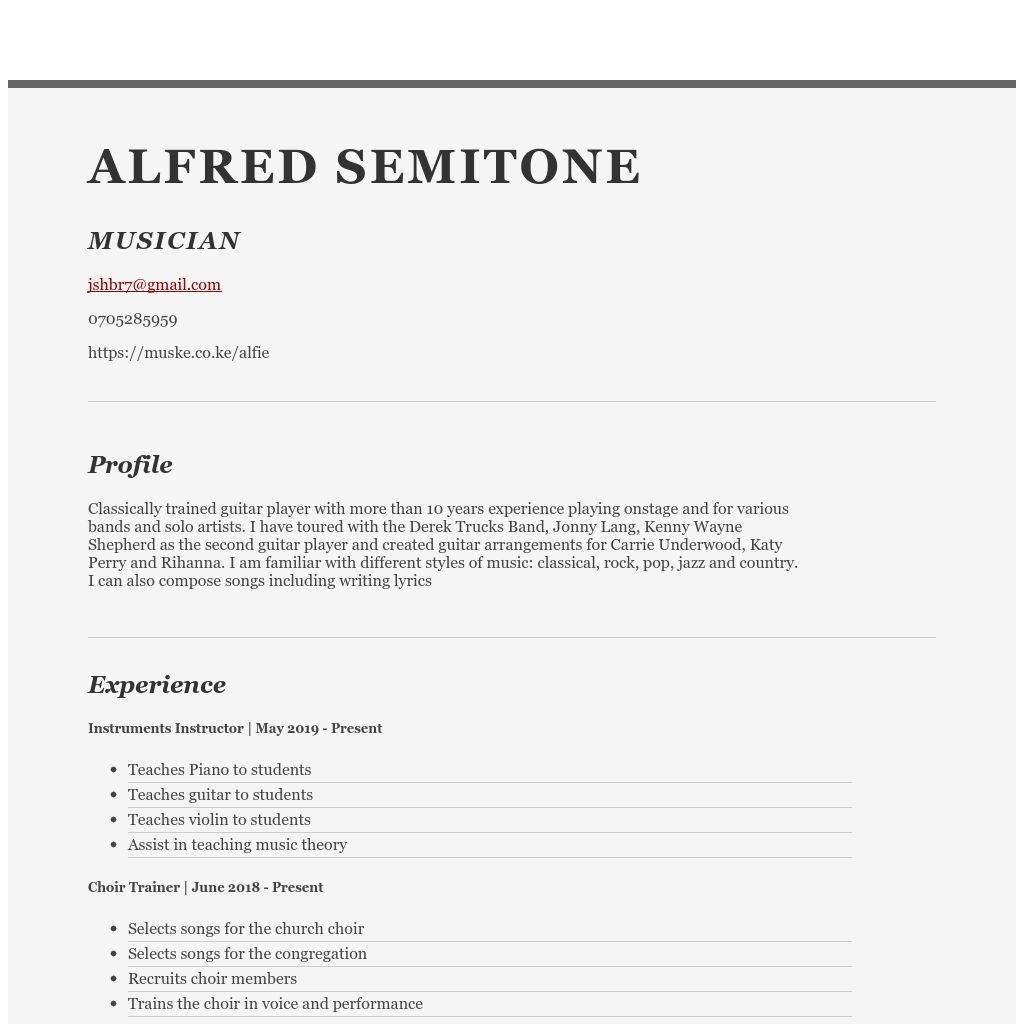 ALFRED SEMITONE
MUSICIAN
jshbr7@gmail.com
0705285959
https://muske.co.ke/alfie
Profile
Classically trained guitar player with more than 10 years experience playing onstage and for various
bands and solo artists. I have toured with the Derek Trucks Band, Jonny Lang, Kenny Wayne
Shepherd as the second guitar player and created guitar arrangements for Carrie Underwood, Katy
Perry and Rihanna. I am familiar with different styles of music: classical, rock, pop, jazz and country.
I can also compose songs including writing lyrics
Experience
Instruments Instructor | May 2019 - Present
• Teaches Piano to students
• Teaches guitar to students
• Teaches violin to students
• Assist in teaching music theory
Choir Trainer | June 2018 - Present
• Selects songs for the church choir
• Selects songs for the congregation
• Recruits choir members
• Trains the choir in voice and performance